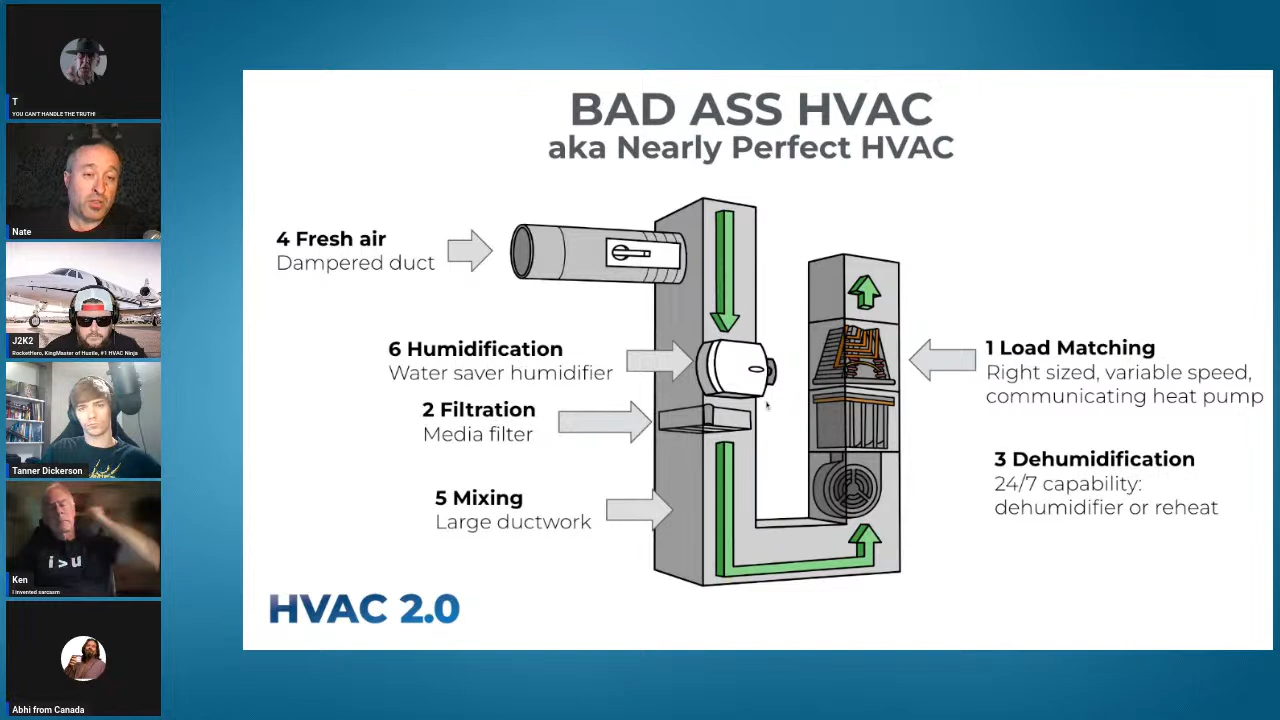 T
YOU CAN'T HANDLE THE TRUTH!
Nate
J2K2
RocketHero, KingMaster of Hustle, #1 HVAC Ninja
Tanner Dickerson
i >u
Ken
I invented sarcasm
Abhi from Canada
BAD ASS HVAC
aka Nearly Perfect HVAC
4 Fresh air
Dampered duct
6 Humidification
Water saver humidifier
2 Filtration
Media filter
5 Mixing
Large ductwork
1 Load Matching
Right sized, variable speed,
communicating heat pump
3 Dehumidification
24/7 capability:
dehumidifier or reheat
HVAC 2.0